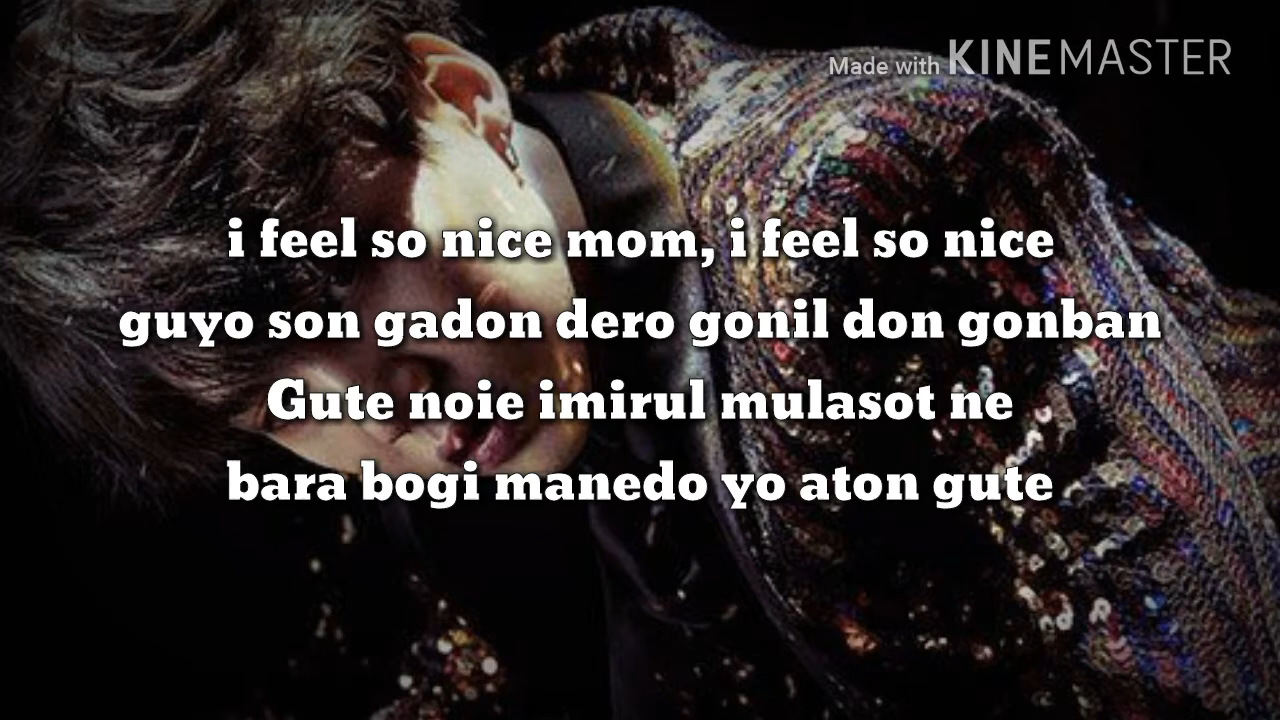 Made with KINEMASTER
i feel so nice mom, i feel so nice
guyo son gadon dero gonil don gonban
Gute noie imirul mulasot ne
bara bogi manedo yo aton gute